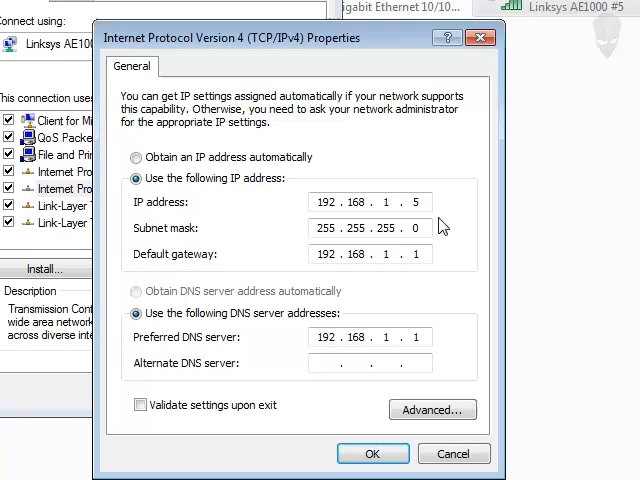 igabit Ethernet 10/10...
Linksys AE1000 #5
Connect using:
Linksys AE1
This connection uses
Internet Protocol Version 4 (TCP/IPv4) Properties
?
General
You can get IP settings assigned automatically if your network supports
this capability. Otherwise, you need to ask your network administrator
for the appropriate IP settings.
Obtain an IP address automatically
Use the following IP address:
IP address:
192 . 168 . 1 . 5
Subnet mask:
255 . 255 . 255 . 0
Default gateway:
192 . 168 . 1 . 1
Obtain DNS server address automatically
Use the following DNS server addresses:
Preferred DNS server:
192 . 168 . 1 . 1
Alternate DNS server:
. . .
Validate settings upon exit
Advanced...
OK
Cancel
Client for Mi
QoS Packe
File and Prin
Internet Pro
Internet Pro
Link-Layer T
Link-Layer T
Install...
Description
Transmission Cont
wide area network
across diverse inte